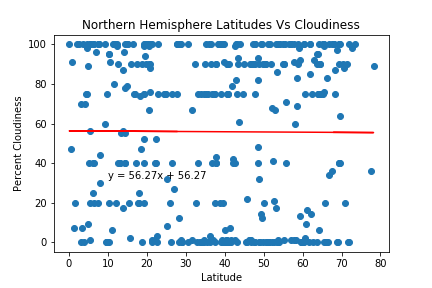 Northern Hemisphere Latitudes Vs Cloudiness
100
80
60
40
20
0
Percent Cloudiness
y = 56.27x + 56.27
0 10 20 30 40 50 60 70 80
Latitude